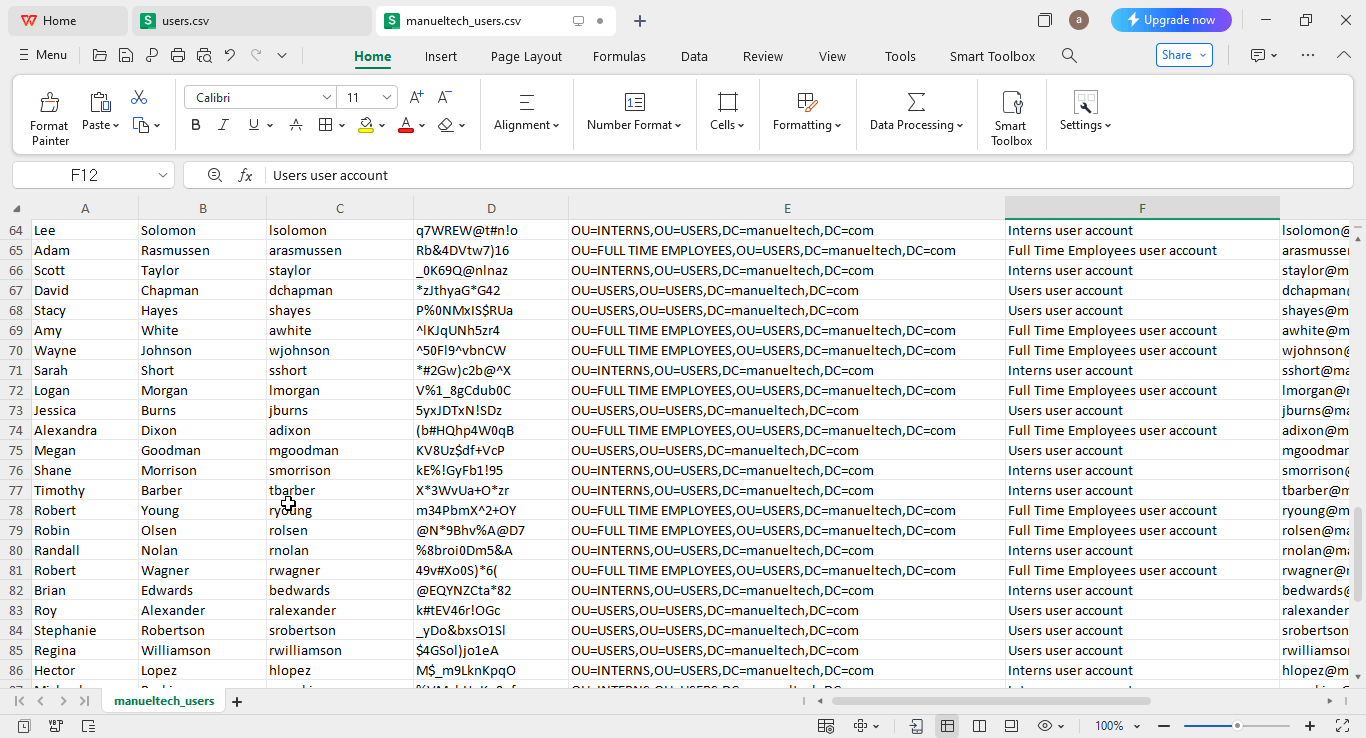 Home users.csv manueltech_users.csv a Upgrade now
Menu Home Insert Page Layout Formulas Data Review View Tools Smart Toolbox Share
Calibri 11
Format Painter Paste Alignment Number Format Cells Formatting Data Processing Smart Toolbox Settings
F12 fx Users user account
A B C D E F
64 Lee Solomon lsolomon q7WREW@t#n!o OU=INTERNS,OU=USERS,DC=manueltech,DC=com Interns user account lsolomon@
65 Adam Rasmussen arasmussen Rb&4DVtw7)16 OU=FULL TIME EMPLOYEES,OU=USERS,DC=manueltech,DC=com Full Time Employees user account arasmussen
66 Scott Taylor staylor _0K69Q@nlnaz OU=INTERNS,OU=USERS,DC=manueltech,DC=com Interns user account staylor@m
67 David Chapman dchapman *zJthyaG*G42 OU=USERS,OU=USERS,DC=manueltech,DC=com Users user account dchapman@
68 Stacy Hayes shayes P%0NMxIS$RUa OU=USERS,OU=USERS,DC=manueltech,DC=com Users user account shayes@m
69 Amy White awhite ^lKJqUNh5zr4 OU=FULL TIME EMPLOYEES,OU=USERS,DC=manueltech,DC=com Full Time Employees user account awhite@m
70 Wayne Johnson wjohnson ^50Fl9^vbnCW OU=FULL TIME EMPLOYEES,OU=USERS,DC=manueltech,DC=com Full Time Employees user account wjohnson@
71 Sarah Short sshort *#2Gw)c2b@^X OU=INTERNS,OU=USERS,DC=manueltech,DC=com Interns user account sshort@ma
72 Logan Morgan lmorgan V%1_8gCdub0C OU=FULL TIME EMPLOYEES,OU=USERS,DC=manueltech,DC=com Full Time Employees user account lmorgan@
73 Jessica Burns jburns 5yxJDTxN!SDz OU=USERS,OU=USERS,DC=manueltech,DC=com Users user account jburns@ma
74 Alexandra Dixon adixon (b#HQhp4W0qB OU=FULL TIME EMPLOYEES,OU=USERS,DC=manueltech,DC=com Full Time Employees user account adixon@m
75 Megan Goodman mgoodman KV8Uz$df+VcP OU=USERS,OU=USERS,DC=manueltech,DC=com Users user account mgoodman
76 Shane Morrison smorrison kE%!GyFb1!95 OU=INTERNS,OU=USERS,DC=manueltech,DC=com Interns user account smorrison@
77 Timothy Barber tbarber X*3WvUa+O*zr OU=INTERNS,OU=USERS,DC=manueltech,DC=com Interns user account tbarber@m
78 Robert Young ryoung m34PbmX^2+OY OU=FULL TIME EMPLOYEES,OU=USERS,DC=manueltech,DC=com Full Time Employees user account ryoung@m
79 Robin Olsen rolsen @N*9Bhv%A@D7 OU=FULL TIME EMPLOYEES,OU=USERS,DC=manueltech,DC=com Full Time Employees user account rolsen@ma
80 Randall Nolan rnolan %8broi0Dm5&A OU=INTERNS,OU=USERS,DC=manueltech,DC=com Interns user account rnolan@ma
81 Robert Wagner rwagner 49v#Xo0S)*6( OU=FULL TIME EMPLOYEES,OU=USERS,DC=manueltech,DC=com Full Time Employees user account rwagner@
82 Brian Edwards bedwards @EQYNZCta*82 OU=INTERNS,OU=USERS,DC=manueltech,DC=com Interns user account bedwards@
83 Roy Alexander ralexander k#tEV46r!OGc OU=USERS,OU=USERS,DC=manueltech,DC=com Users user account ralexander
84 Stephanie Robertson srobertson _yDo&bxsO1Sl OU=USERS,OU=USERS,DC=manueltech,DC=com Users user account srobertson
85 Regina Williamson rwilliamson $4GSol)jo1eA OU=USERS,OU=USERS,DC=manueltech,DC=com Users user account rwilliamso
86 Hector Lopez hlopez M$_m9LknKpqO OU=INTERNS,OU=USERS,DC=manueltech,DC=com Interns user account hlopez@m
manueltech_users
100%